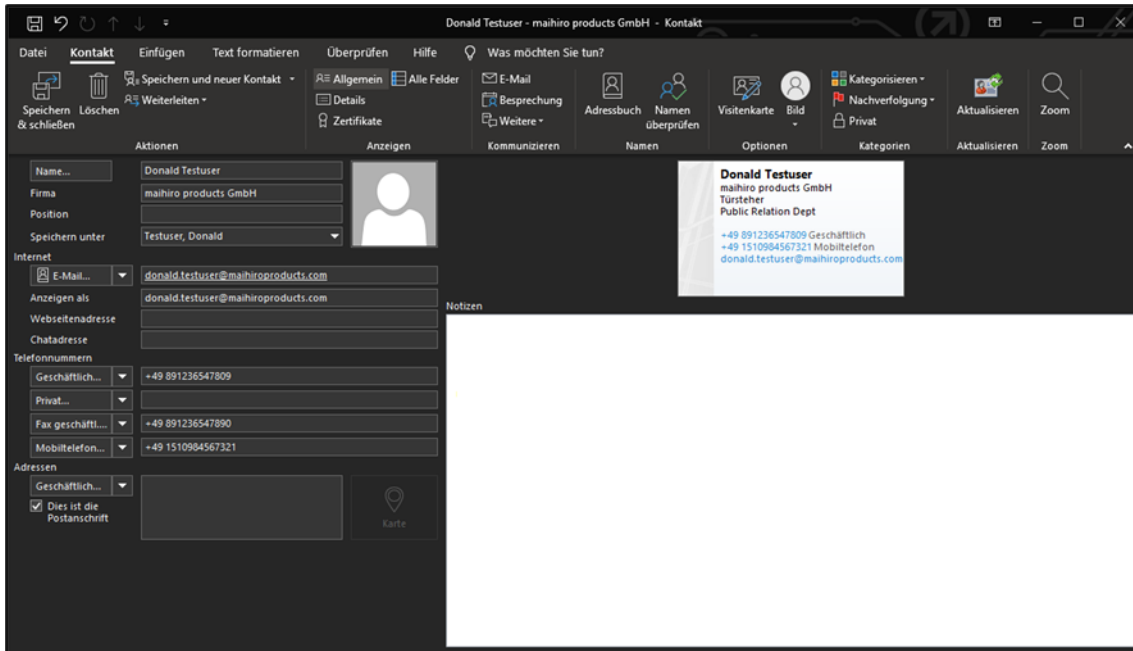 Donald Testuser - maihiro products GmbH - Kontakt
Datei Kontakt Einfügen Text formatieren Überprüfen Hilfe Was möchten Sie tun?
Speichern & schließen
Löschen
Speichern und neuer Kontakt
Weiterleiten
Aktionen
Allgemein
Details
Zertifikate
Alle Felder
Anzeigen
E-Mail
Besprechung
Weitere
Kommunizieren
Adressbuch
Namen überprüfen
Namen
Visitenkarte
Bild
Optionen
Kategorisieren
Nachverfolgung
Privat
Kategorien
Aktualisieren
Aktualisieren
Zoom
Zoom
Name... Donald Testuser
Firma maihiro products GmbH
Position
Speichern unter Testuser, Donald
Internet
E-Mail... donald.testuser@maihiroproducts.com
Anzeigen als donald.testuser@maihiroproducts.com
Webseitenadresse
Chatadresse
Telefonnummern
Geschäftlich... +49 891236547809
Privat...
Fax geschäftl.... +49 891236547890
Mobiltelefon... +49 1510984567321
Adressen
Geschäftlich...
Dies ist die
Postanschrift
Karte
Donald Testuser
maihiro products GmbH
Türsteher
Public Relation Dept
+49 891236547809 Geschäftlich
+49 1510984567321 Mobiltelefon
donald.testuser@maihiroproducts.com
Notizen